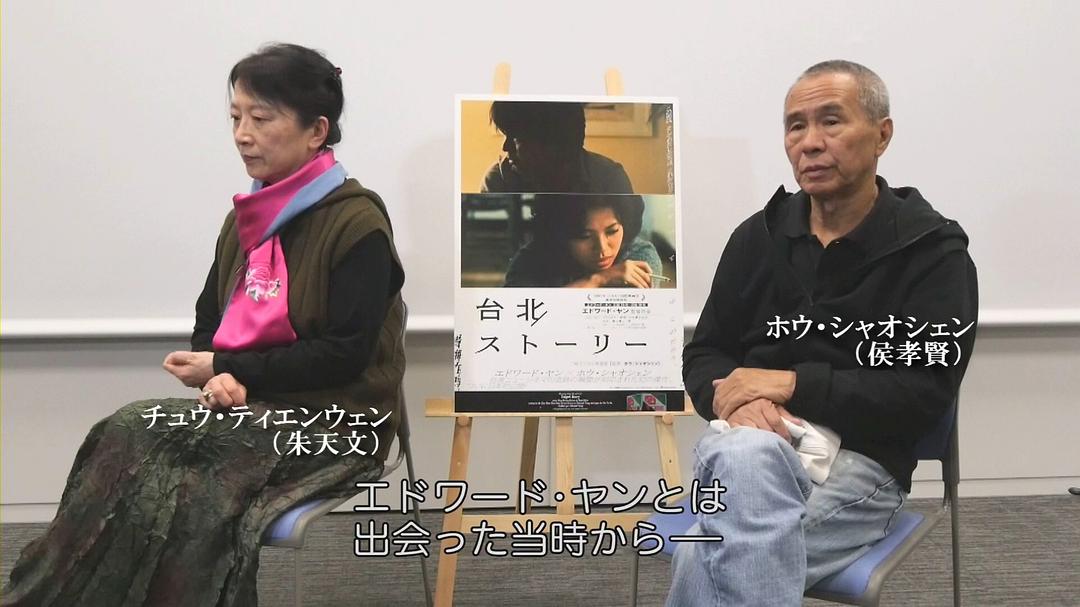 台北
ストーリー
エドワード・ヤン
エドワード・ヤン × ホウ・シャオシェン
ホウ・シャオシェン
（侯孝賢）
チュウ・ティエンウェン
（朱天文）
エドワード・ヤンとは
出会った当時から──